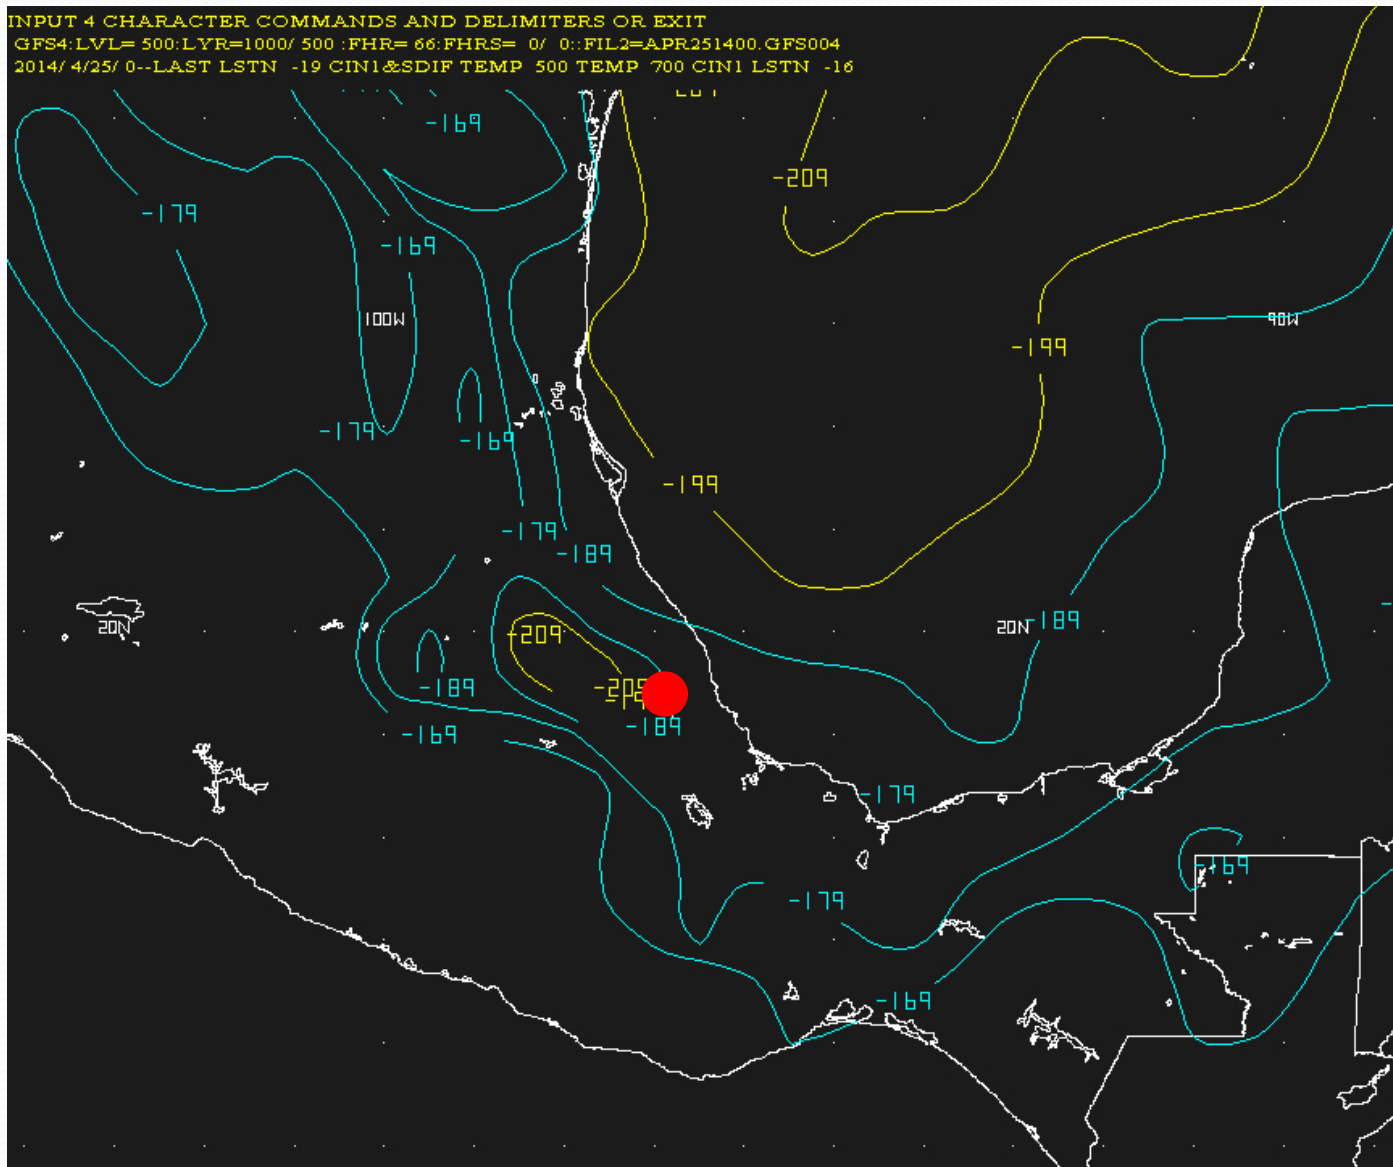 INPUT 4 CHARACTER COMMANDS AND DELIMITERS OR EXIT
GFS4:LVL= 500:LYR=1000/ 500 :FHR= 66:FHRS=  0/  0::FIL2=APR251400.GFS004
2014/ 4/25/ 0--LAST LSTN  -19 CIN1&SDIF TEMP  500 TEMP  700 CIN1 LSTN  -16
-169
-209
-179
-169
100W
90W
-199
-179
-169
-199
-179
-189
20N
-209
20N
-189
-189
-189
-169
-179
-169
-179
-169